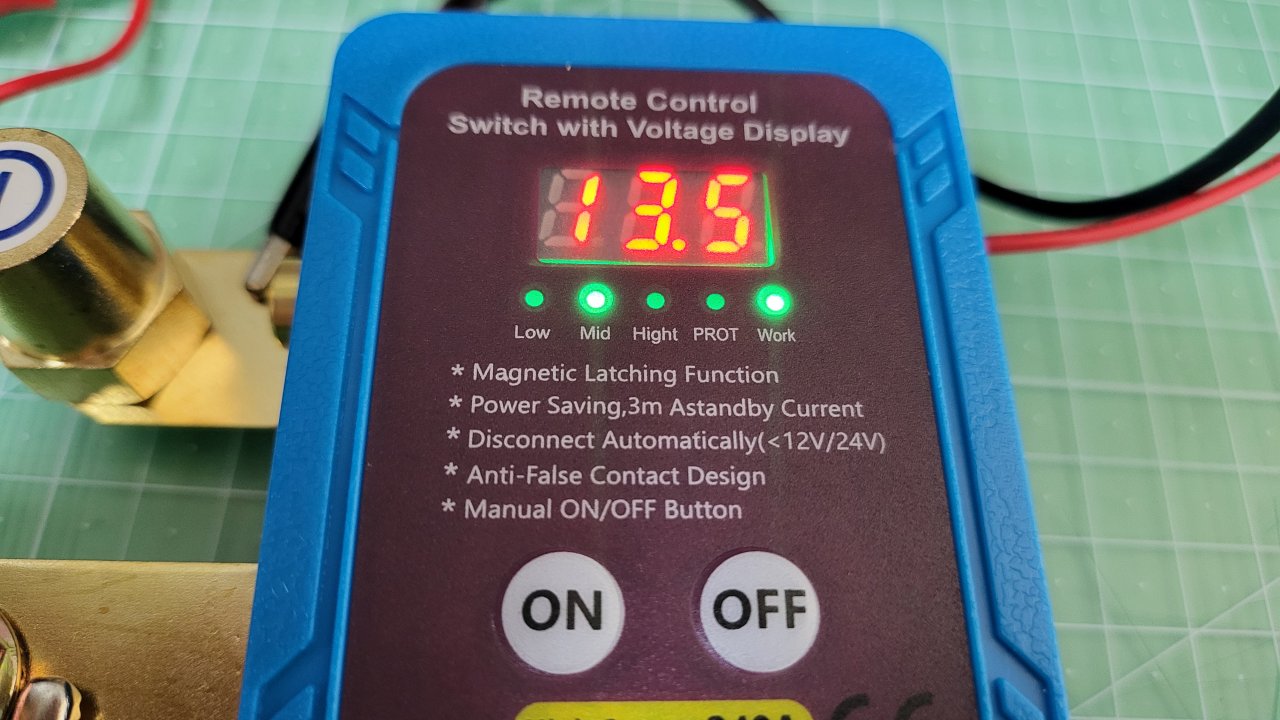 Remote Control
Switch with Voltage Display
13.5
Low Mid Hight PROT Work
* Magnetic Latching Function
* Power Saving,3m Astandby Current
* Disconnect Automatically(<12V/24V)
* Anti-False Contact Design
* Manual ON/OFF Button
ON OFF